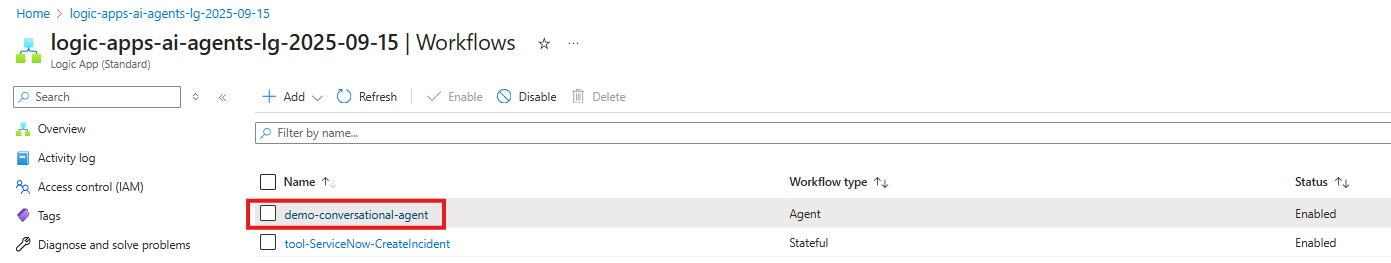 Home > logic-apps-ai-agents-lg-2025-09-15
logic-apps-ai-agents-lg-2025-09-15 | Workflows
Logic App (Standard)
Search
Add Refresh Enable Disable Delete
Filter by name...
Overview
Activity log
Access control (IAM)
Tags
Diagnose and solve problems
Name Workflow type Status
demo-conversational-agent Agent Enabled
tool-ServiceNow-CreateIncident Stateful Enabled